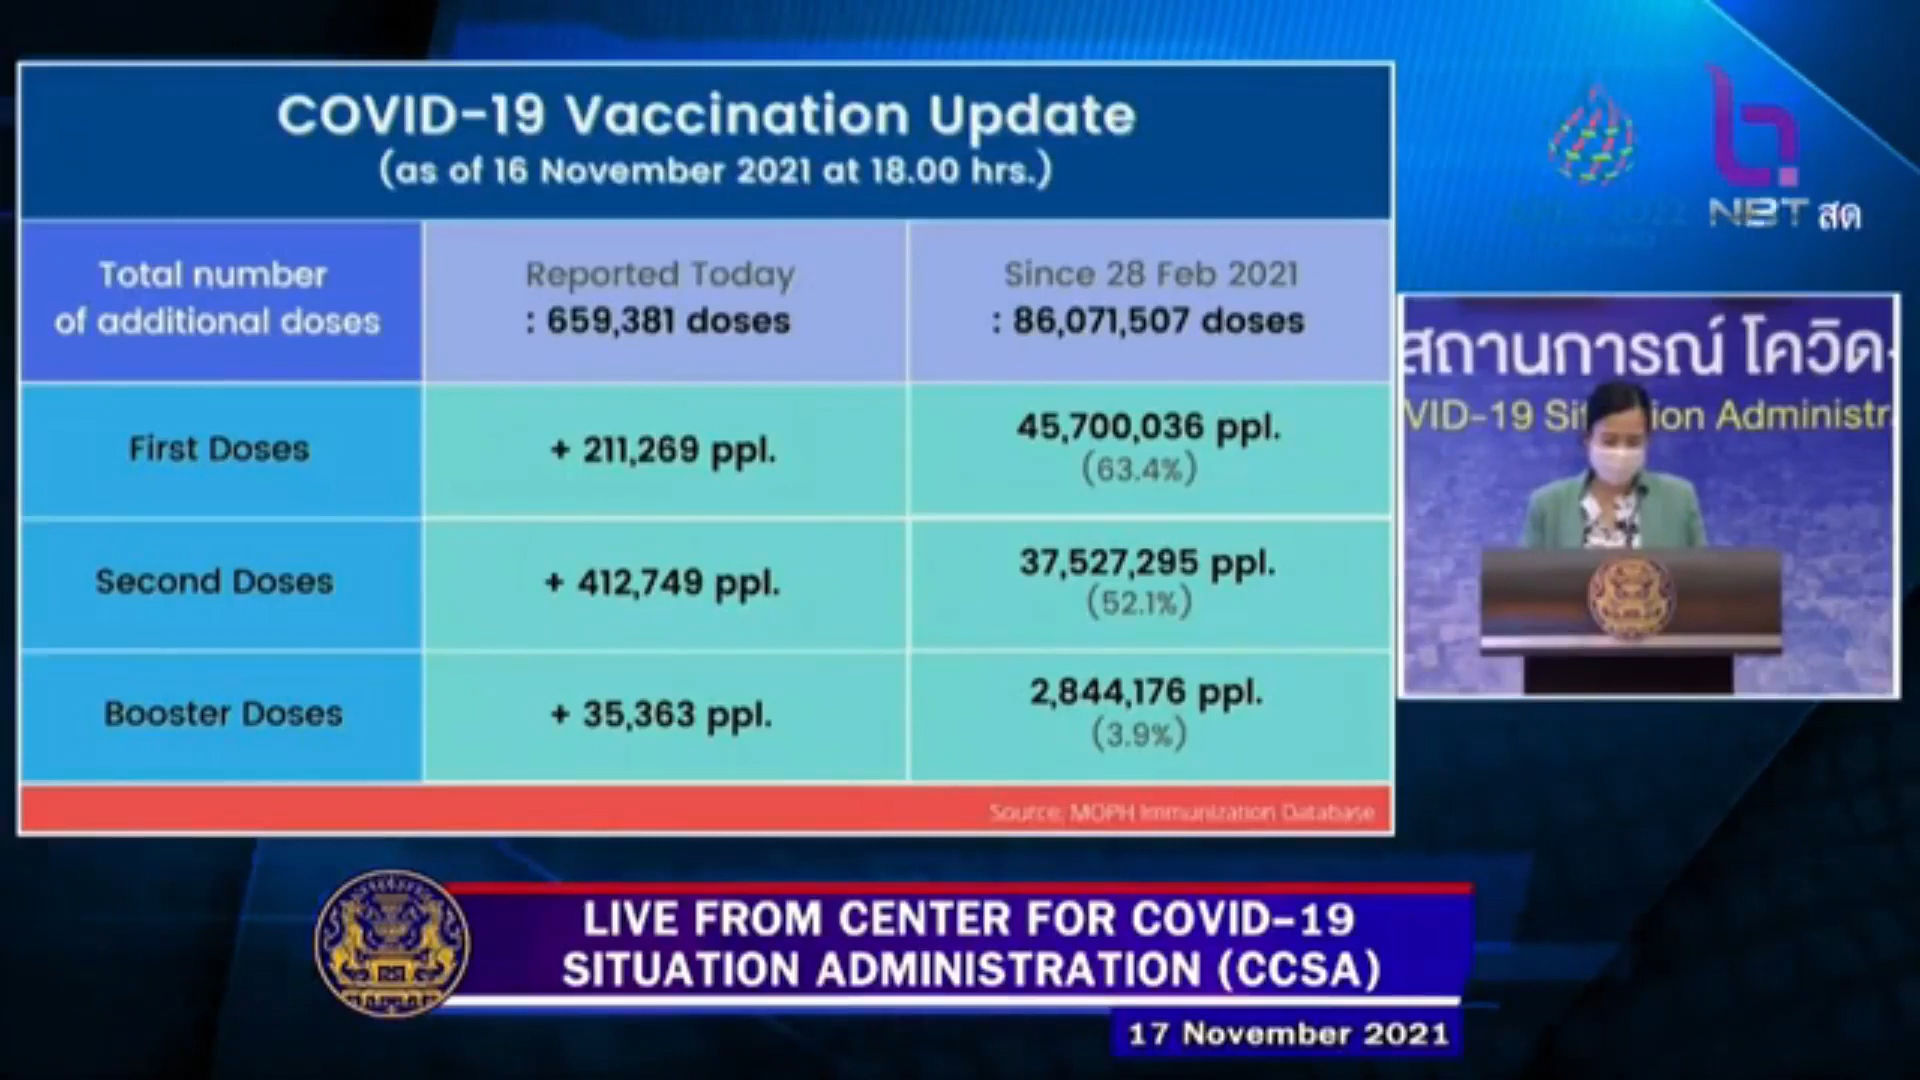 COVID-19 Vaccination Update
(as of 16 November 2021 at 18.00 hrs.)
Total number
of additional doses
Reported Today
: 659,381 doses
Since 28 Feb 2021
: 86,071,507 doses
First Doses
+ 211,269 ppl.
45,700,036 ppl.
(63.4%)
Second Doses
+ 412,749 ppl.
37,527,295 ppl.
(52.1%)
Booster Doses
+ 35,363 ppl.
2,844,176 ppl.
(3.9%)
Source: MOPH Immunization Database
NBT สด
สถานการณ์ โควิด-
VID-19 Si ion Administr
LIVE FROM CENTER FOR COVID-19
SITUATION ADMINISTRATION (CCSA)
17 November 2021